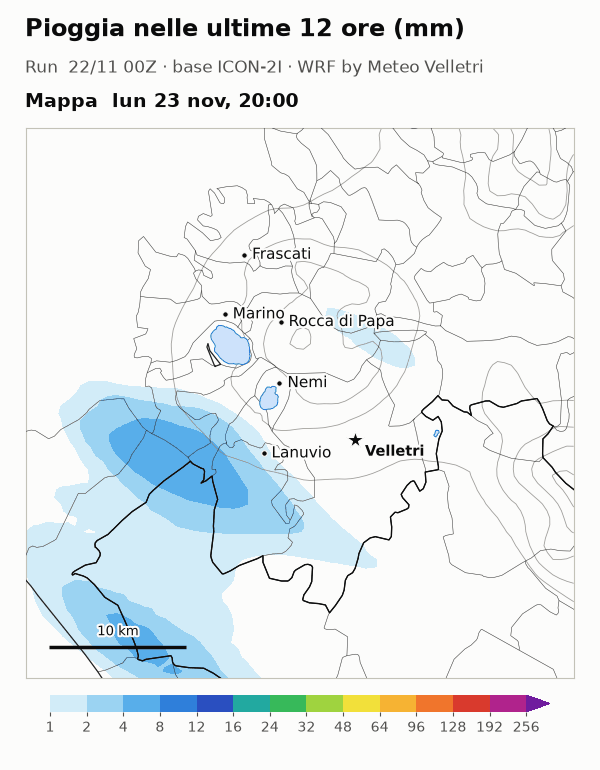 Pioggia nelle ultime 12 ore (mm)
Run  22/11 00Z · base ICON-2I · WRF by Meteo Velletri
Mappa  lun 23 nov, 20:00
Frascati
Marino
Rocca di Papa
Nemi
Velletri
Lanuvio
10 km
1 2 4 8 12 16 24 32 48 64 96 128 192 256